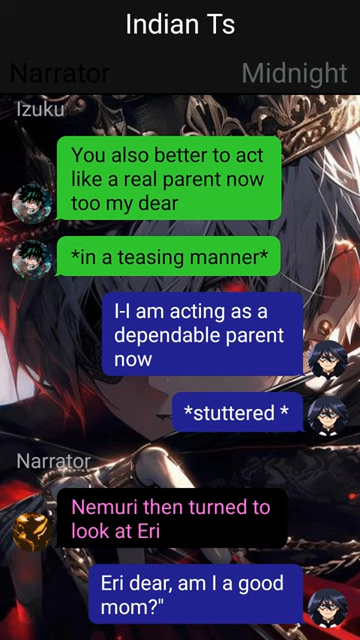 Indian Ts
Narrator
Midnight
Izuku
You also better to act
like a real parent now
too my dear
*in a teasing manner*
I-I am acting as a
dependable parent
now
*stuttered *
Narrator
Nemuri then turned to
look at Eri
Eri dear, am I a good
mom?"